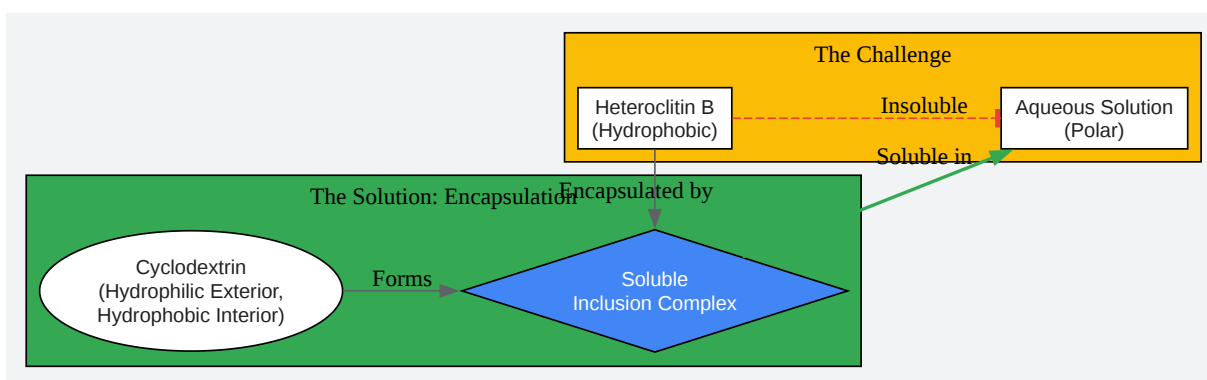 The Challenge
Heteroclitin B
(Hydrophobic)
Insoluble
Aqueous Solution
(Polar)
Soluble in
The Solution: Encapsulation
Encapsulated by
Cyclodextrin
(Hydrophilic Exterior,
Hydrophobic Interior)
Forms
Soluble
Inclusion Complex